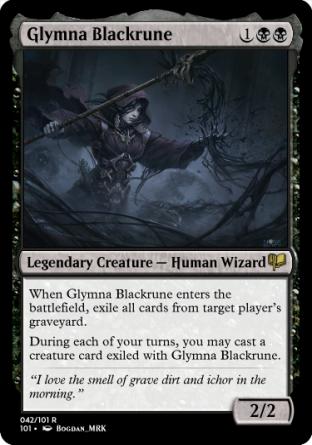 Glymna Blackrune 1
Legendary Creature — Human Wizard
When Glymna Blackrune enters the
battlefield, exile all cards from target player's
graveyard.
During each of your turns, you may cast a
creature card exiled with Glymna Blackrune.
“I love the smell of grave dirt and ichor in the
morning.”
2/2
042/101 R
101 • Bogdan_MRK